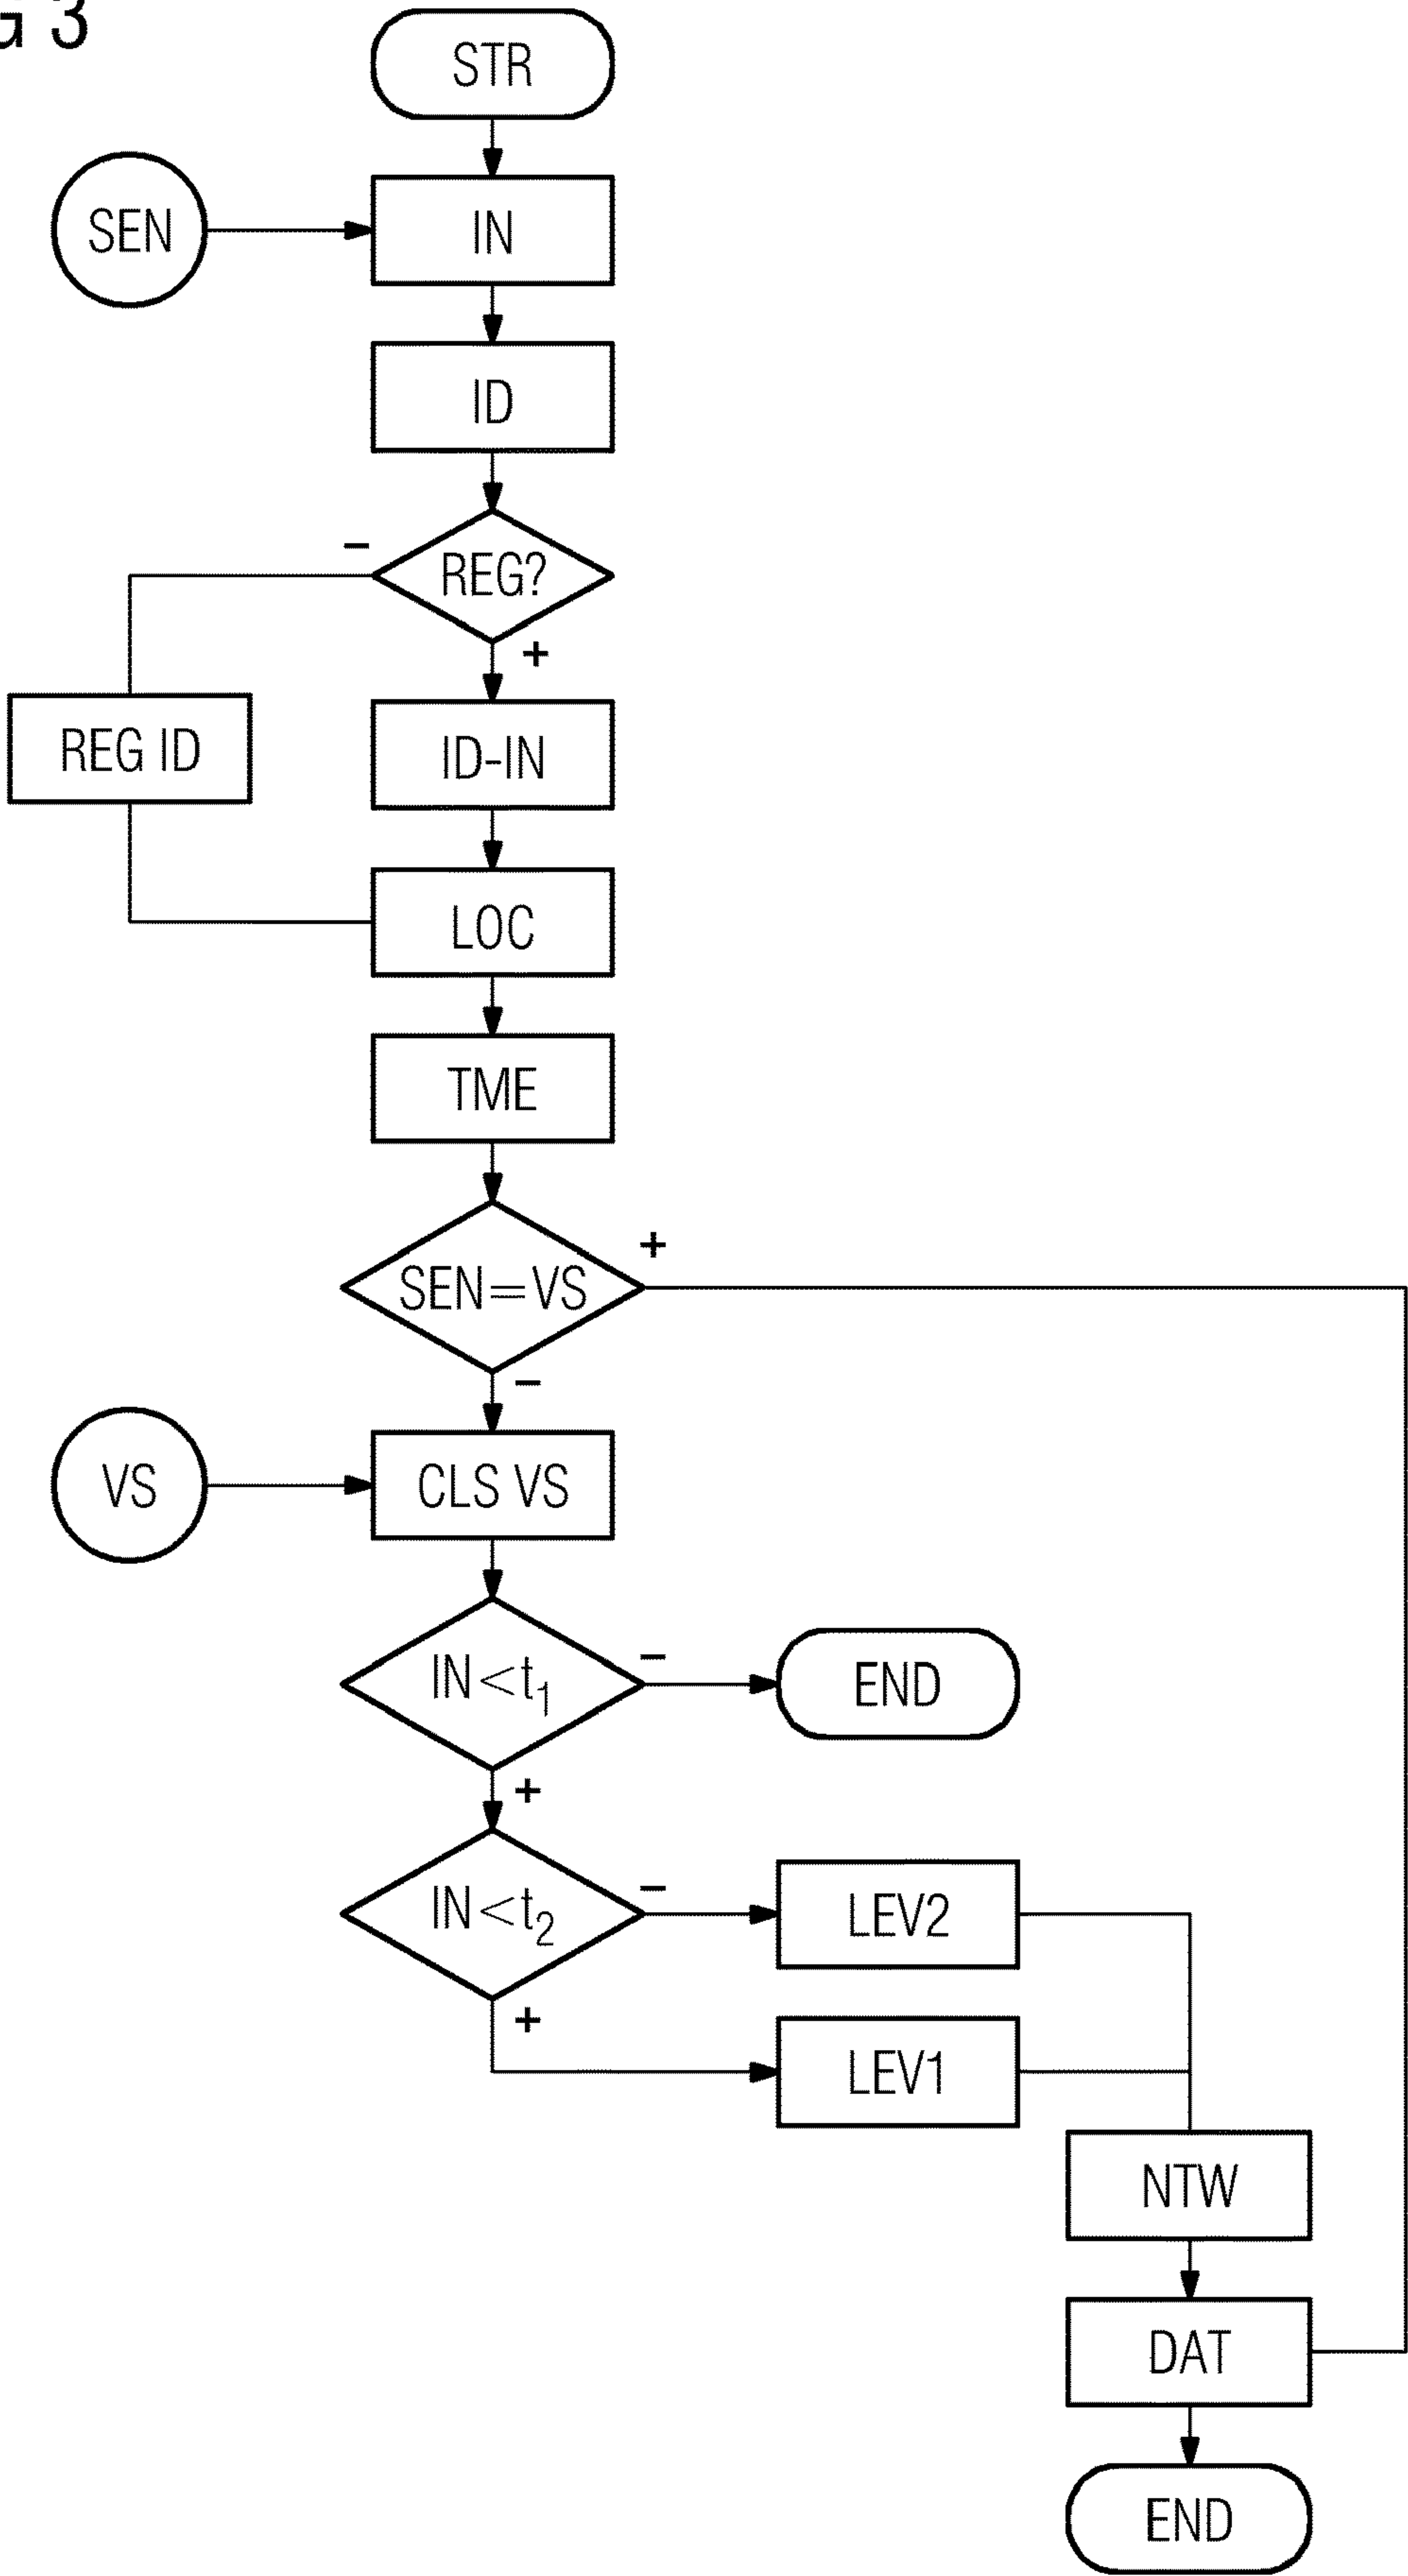 G 3
STR
SEN
IN
ID
REG?
-
+
REG ID
ID-IN
LOC
TME
SEN=VS
+
-
VS
CLS VS
IN<t1
-
END
+
IN<t2
-
LEV2
+
LEV1
NTW
DAT
END